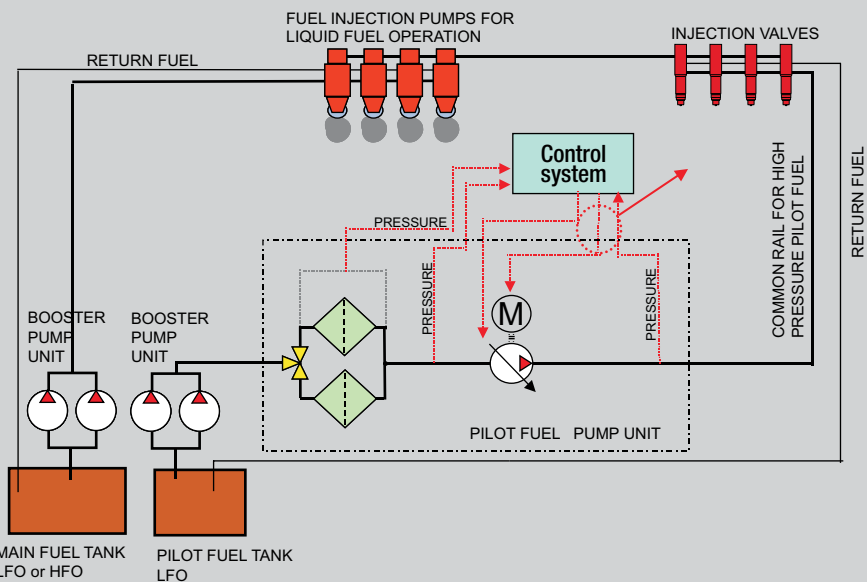 FUEL INJECTION PUMPS FOR
LIQUID FUEL OPERATION
INJECTION VALVES
RETURN FUEL
Control
system
PRESSURE
PRESSURE
PRESSURE
COMMON RAIL FOR HIGH
PRESSURE PILOT FUEL
RETURN FUEL
BOOSTER
PUMP
UNIT
BOOSTER
PUMP
UNIT
M
PILOT FUEL PUMP UNIT
MAIN FUEL TANK
LFO or HFO
PILOT FUEL TANK
LFO